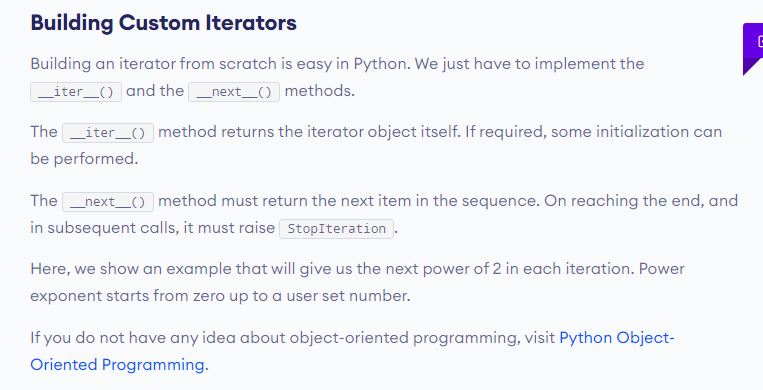 Building Custom Iterators
Building an iterator from scratch is easy in Python. We just have to implement the
__iter__() and the __next__() methods.
The __iter__() method returns the iterator object itself. If required, some initialization can
be performed.
The __next__() method must return the next item in the sequence. On reaching the end, and
in subsequent calls, it must raise StopIteration.
Here, we show an example that will give us the next power of 2 in each iteration. Power
exponent starts from zero up to a user set number.
If you do not have any idea about object-oriented programming, visit Python Object-
Oriented Programming.